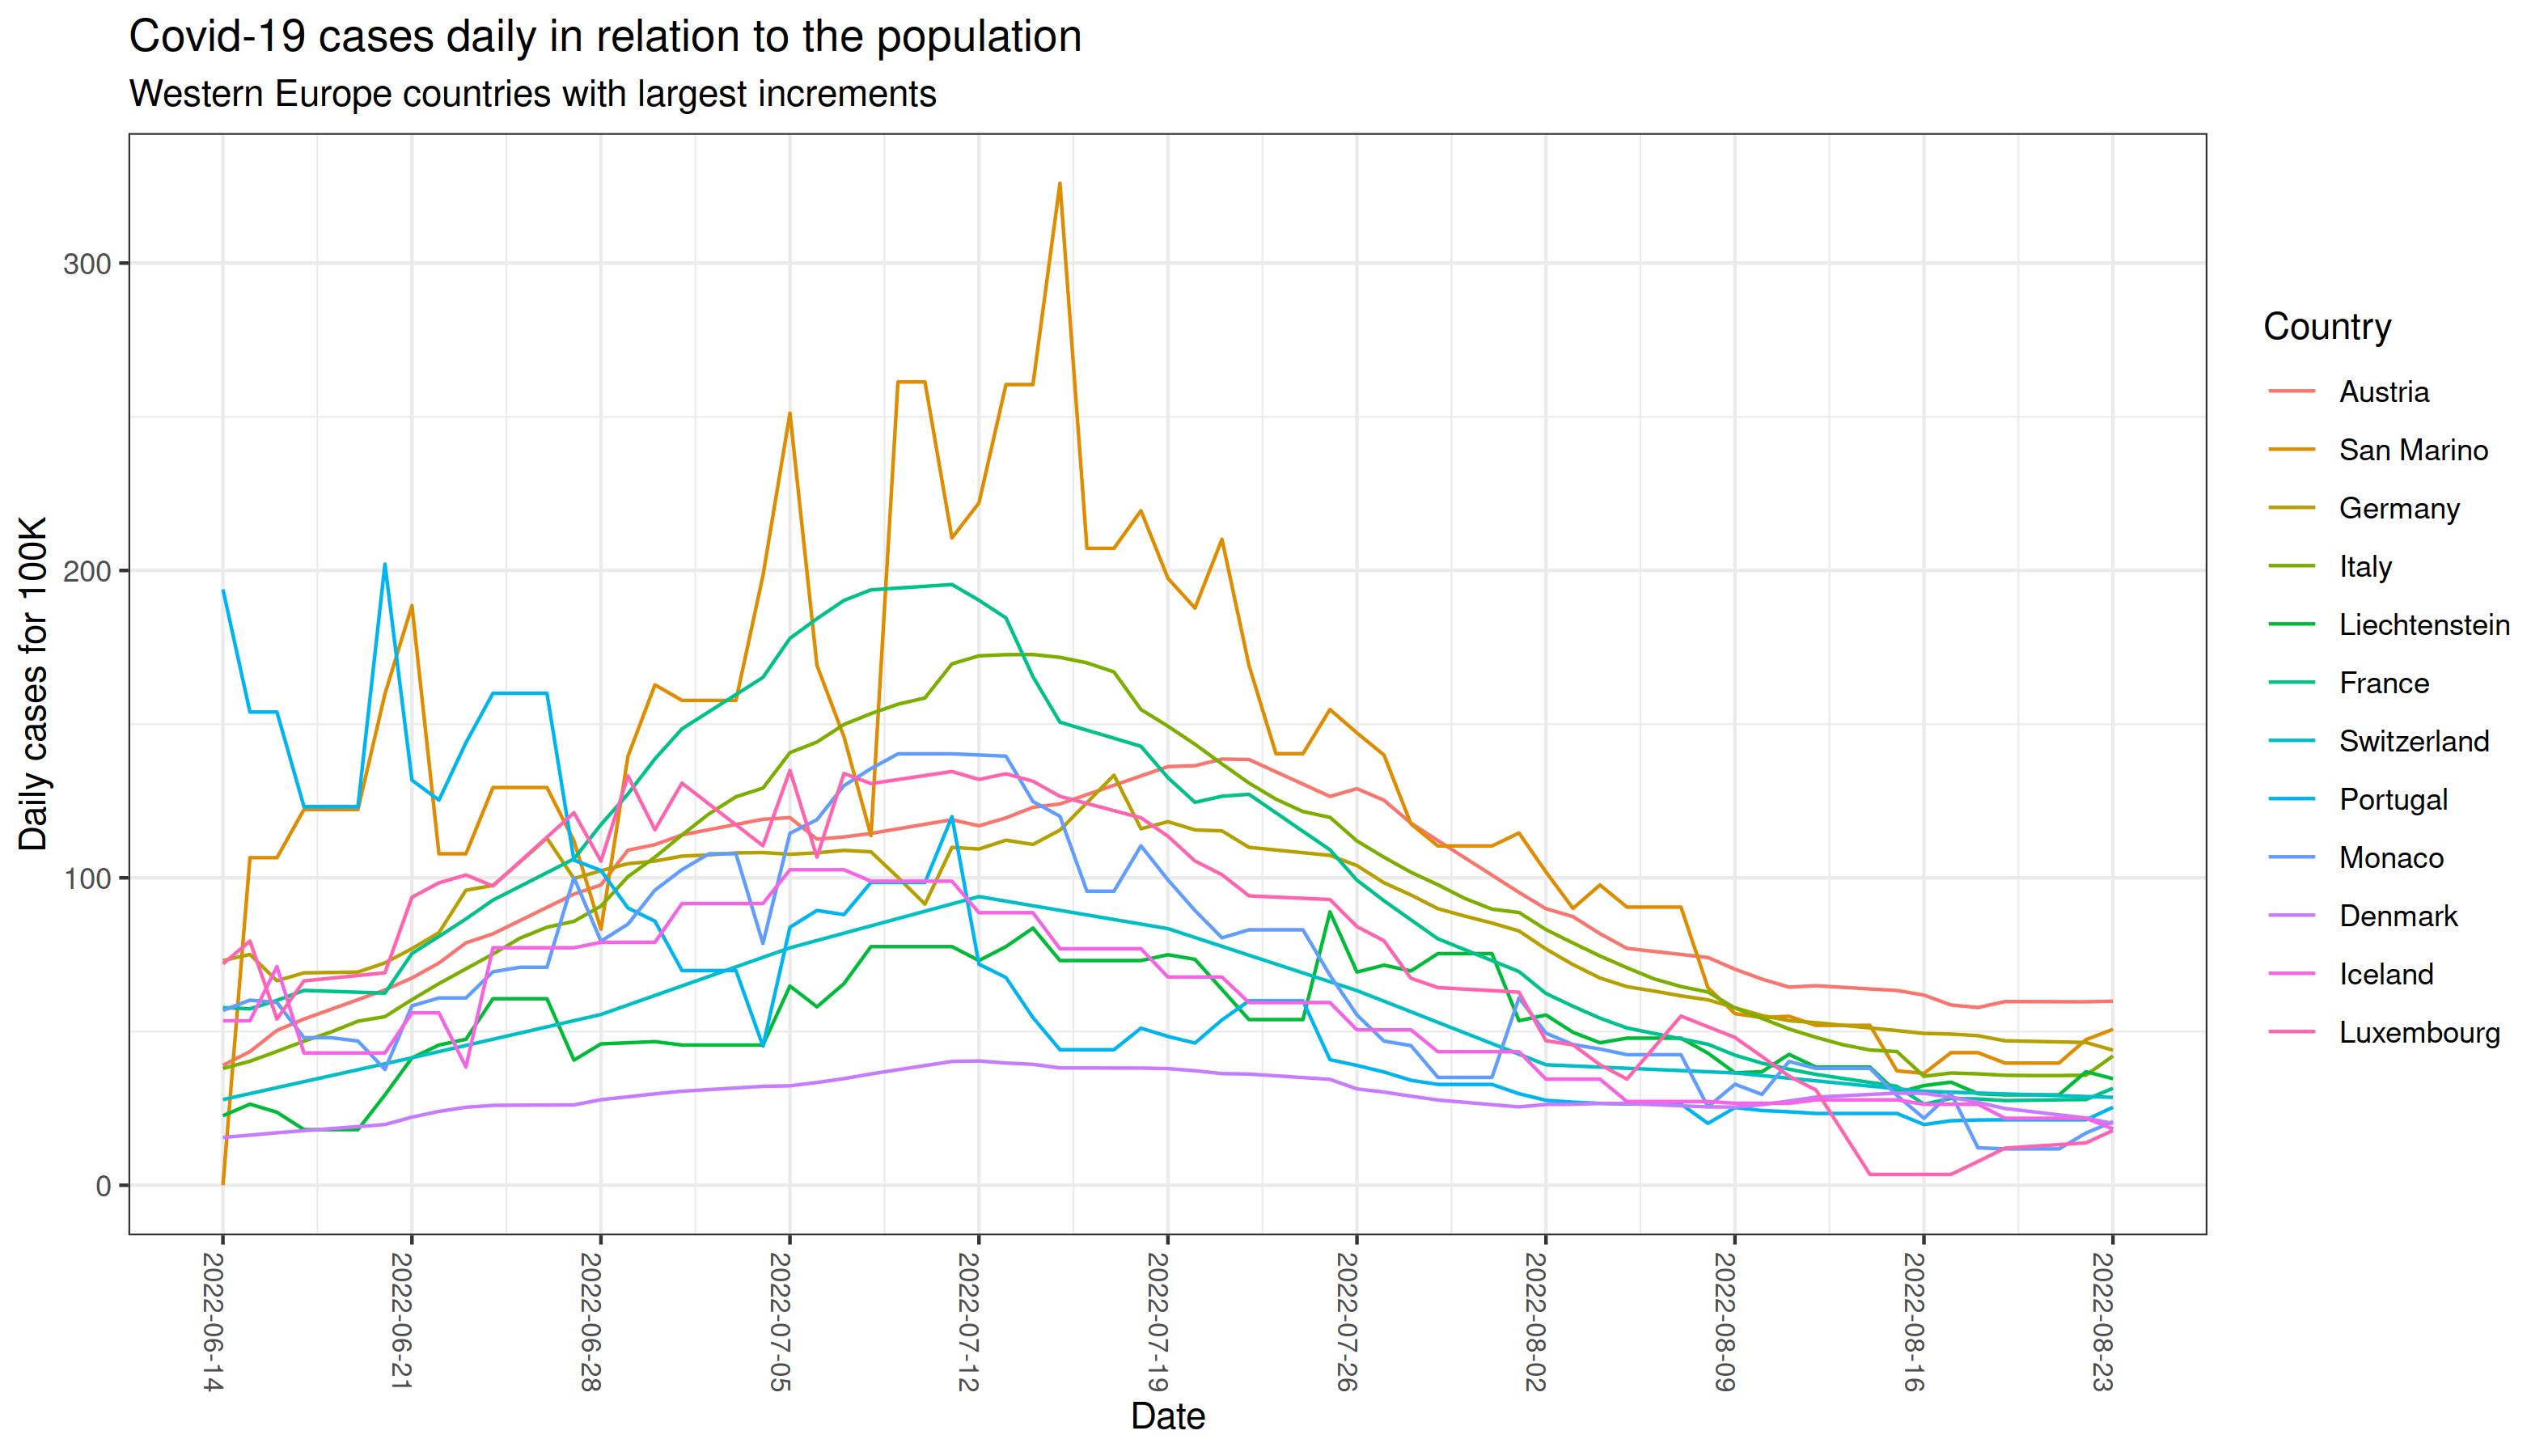 Covid-19 cases daily in relation to the population
Western Europe countries with largest increments
Daily cases for 100K
300
200
100
0
2022-06-14
2022-06-21
2022-06-28
2022-07-05
2022-07-12
2022-07-19
2022-07-26
2022-08-02
2022-08-09
2022-08-16
2022-08-23
Date
Country
Austria
San Marino
Germany
Italy
Liechtenstein
France
Switzerland
Portugal
Monaco
Denmark
Iceland
Luxembourg